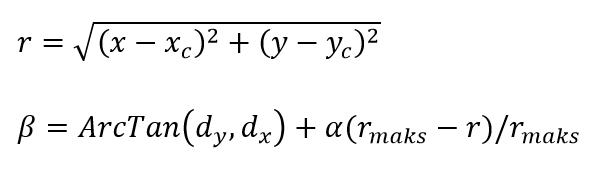 r = √(x − x_c)² + (y − y_c)²
β = ArcTan(d_y, d_x) + α(r_maks − r)/r_maks